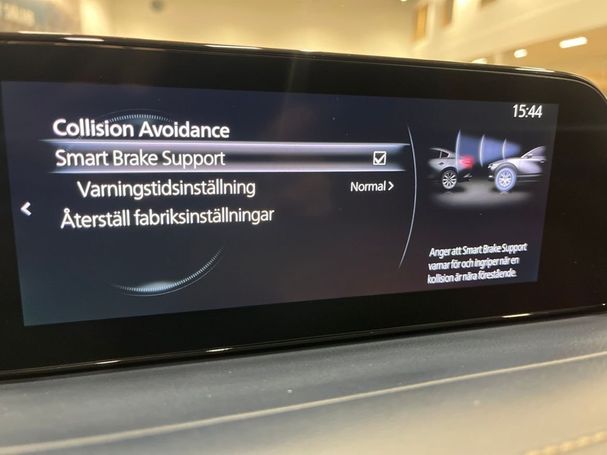 15:44
Collision Avoidance
Smart Brake Support
Varningstidsinställning Normal
Återställ fabriksinställningar
Anger att Smart Brake Support
varnar för och ingriper när en
kollision är nära förestående.